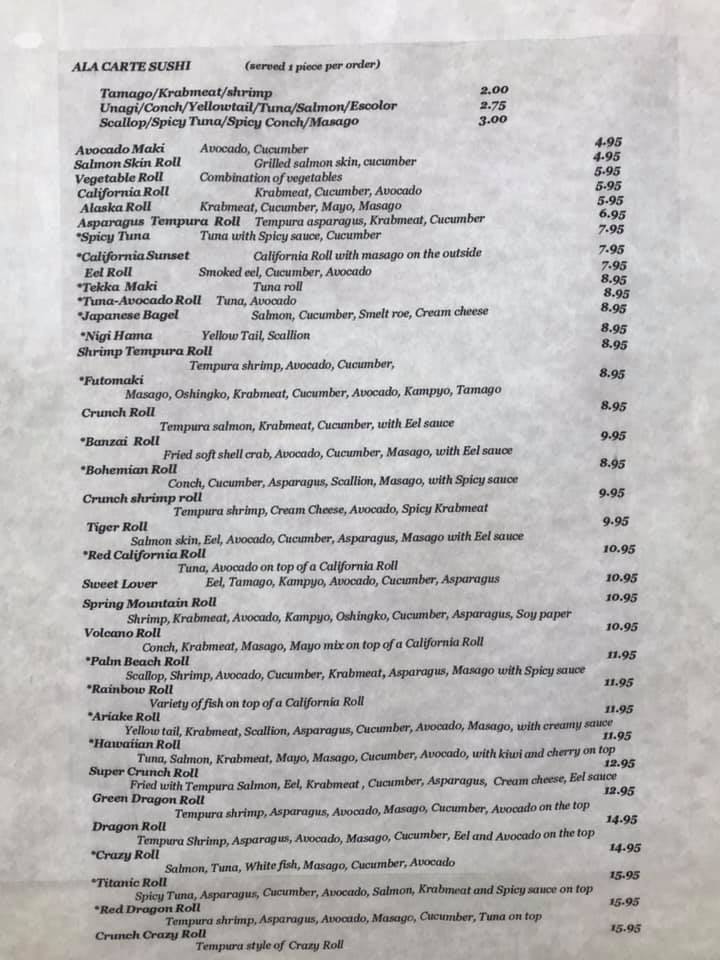 ALA CARTE SUSHI (served 1 piece per order)
Tamago/Krabmeat/shrimp 2.00
Unagi/Conch/Yellowtail/Tuna/Salmon/Escolor 2.75
Scallop/Spicy Tuna/Spicy Conch/Masago 3.00
Avocado Maki Avocado, Cucumber 4.95
Salmon Skin Roll Grilled salmon skin, cucumber 4.95
Vegetable Roll Combination of vegetables 5.95
California Roll Krabmeat, Cucumber, Avocado 5.95
Alaska Roll Krabmeat, Cucumber, Mayo, Masago 5.95
Asparagus Tempura Roll Tempura asparagus, Krabmeat, Cucumber 6.95
*Spicy Tuna Tuna with Spicy sauce, Cucumber 7.95
*California Sunset California Roll with masago on the outside 7.95
Eel Roll Smoked eel, Cucumber, Avocado 7.95
*Tekka Maki Tuna roll 8.95
*Tuna-Avocado Roll Tuna, Avocado 8.95
*Japanese Bagel Salmon, Cucumber, Smelt roe, Cream cheese 8.95
*Nigi Hama Yellow Tail, Scallion 8.95
Shrimp Tempura Roll 8.95
Tempura shrimp, Avocado, Cucumber,
*Futomaki 8.95
Masago, Oshingko, Krabmeat, Cucumber, Avocado, Kampyo, Tamago
Crunch Roll 8.95
Tempura salmon, Krabmeat, Cucumber, with Eel sauce
*Banzai Roll 9.95
Fried soft shell crab, Avocado, Cucumber, Masago, with Eel sauce
*Bohemian Roll 8.95
Conch, Cucumber, Asparagus, Scallion, Masago, with Spicy sauce
Crunch shrimp roll 9.95
Tempura shrimp, Cream Cheese, Avocado, Spicy Krabmeat
Tiger Roll 9.95
Salmon skin, Eel, Avocado, Cucumber, Asparagus, Masago with Eel sauce
*Red California Roll 10.95
Tuna, Avocado on top of a California Roll
Sweet Lover Eel, Tamago, Kampyo, Avocado, Cucumber, Asparagus 10.95
Spring Mountain Roll 10.95
Shrimp, Krabmeat, Avocado, Kampyo, Oshingko, Cucumber, Asparagus, Soy paper
Volcano Roll 10.95
Conch, Krabmeat, Masago, Mayo mix on top of a California Roll
*Palm Beach Roll 11.95
Scallop, Shrimp, Avocado, Cucumber, Krabmeat, Asparagus, Masago with Spicy sauce
*Rainbow Roll 11.95
Variety of fish on top of a California Roll
*Ariake Roll 11.95
Yellow tail, Krabmeat, Scallion, Asparagus, Cucumber, Avocado, Masago, with creamy sauce
*Hawaiian Roll 11.95
Tuna, Salmon, Krabmeat, Mayo, Masago, Cucumber, Avocado, with kiwi and cherry on top
Super Crunch Roll 12.95
Fried with Tempura Salmon, Eel, Krabmeat , Cucumber, Asparagus, Cream cheese, Eel sauce
Green Dragon Roll 12.95
Tempura shrimp, Asparagus, Avocado, Masago, Cucumber, Avocado on the top
Dragon Roll 14.95
Tempura Shrimp, Asparagus, Avocado, Masago, Cucumber, Eel and Avocado on the top
*Crazy Roll 14.95
Salmon, Tuna, White fish, Masago, Cucumber, Avocado
*Titanic Roll 15.95
Spicy Tuna, Asparagus, Cucumber, Avocado, Salmon, Krabmeat and Spicy sauce on top
*Red Dragon Roll 15.95
Tempura shrimp, Asparagus, Avocado, Masago, Cucumber, Tuna on top
Crunch Crazy Roll 15.95
Tempura style of Crazy Roll